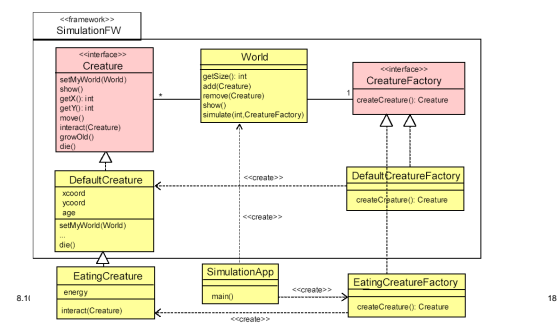 <<framework>>
SimulationFW
<<interface>>
Creature
setMyWorld(World)
show()
getX(): int
getY(): int
move()
interact(Creature)
growOld()
die()
*
World
getSize(): int
add(Creature)
remove(Creature)
show()
simulate(int,CreatureFactory)
1
<<interface>>
CreatureFactory
createCreature(): Creature
DefaultCreature
xcoord
ycoord
age
setMyWorld(World)
...
die()
<<create>>
<<create>>
DefaultCreatureFactory
createCreature(): Creature
EatingCreature
energy
interact(Creature)
SimulationApp
main()
<<create>>
EatingCreatureFactory
createCreature(): Creature
<<create>>
18